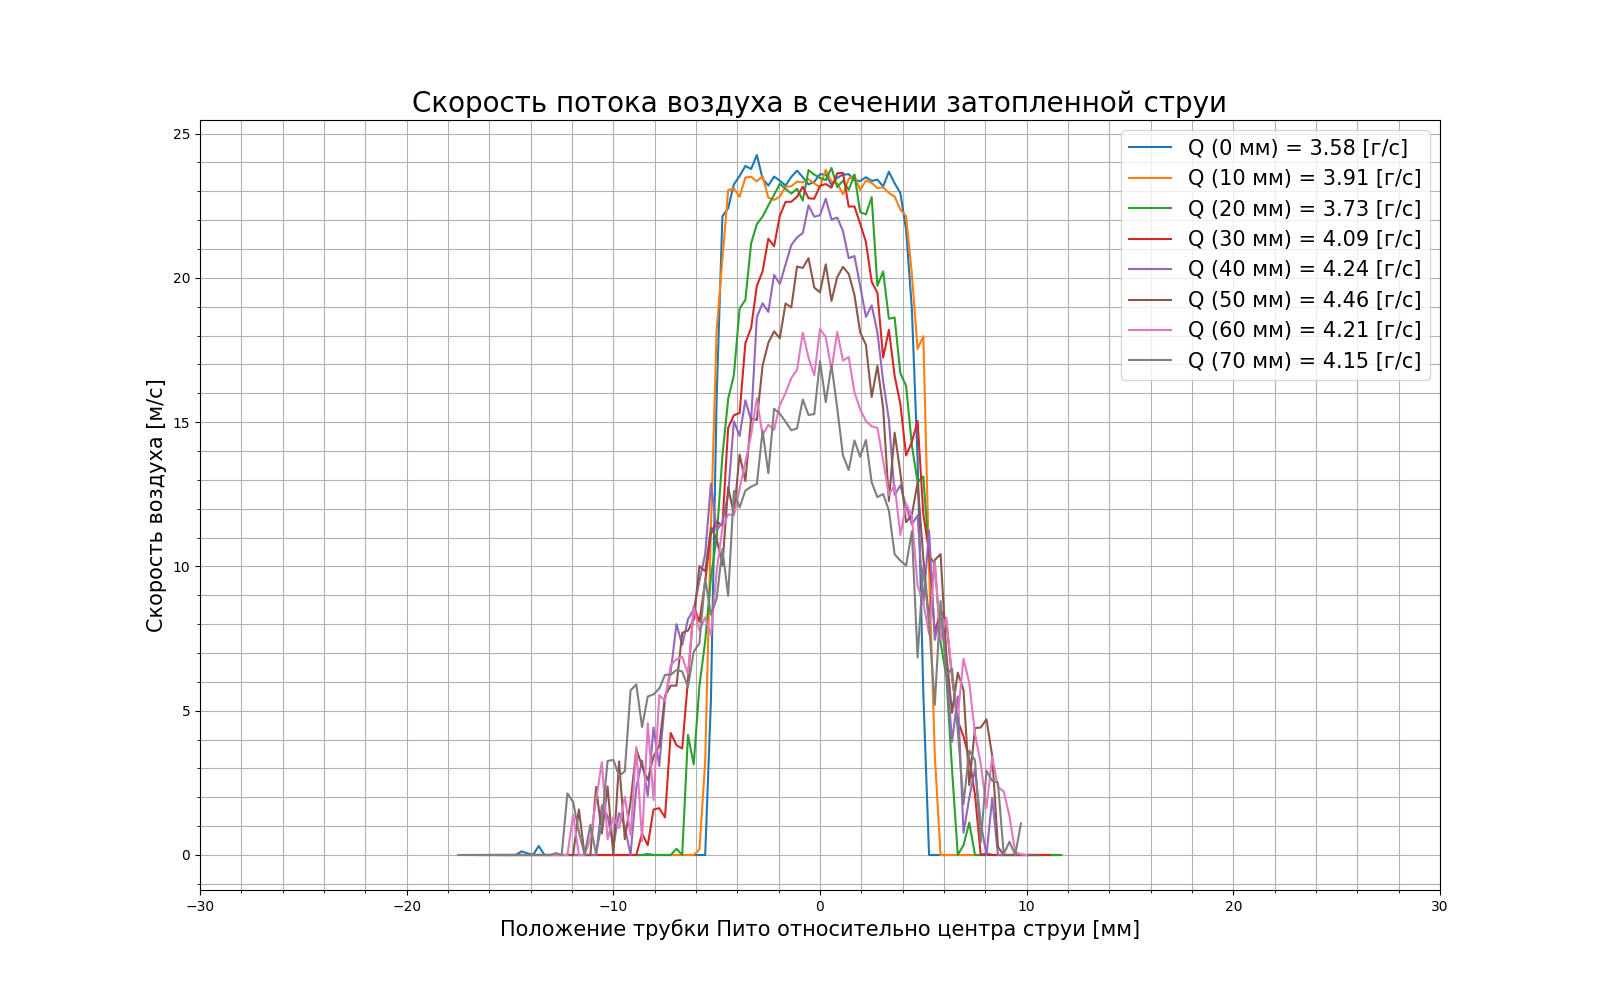 Скорость потока воздуха в сечении затопленной струи
Скорость воздуха [м/с]
25
20
15
10
5
0
Q (0 мм) = 3.58 [г/с]
Q (10 мм) = 3.91 [г/с]
Q (20 мм) = 3.73 [г/с]
Q (30 мм) = 4.09 [г/с]
Q (40 мм) = 4.24 [г/с]
Q (50 мм) = 4.46 [г/с]
Q (60 мм) = 4.21 [г/с]
Q (70 мм) = 4.15 [г/с]
−30 −20 −10 0 10 20 30
Положение трубки Пито относительно центра струи [мм]